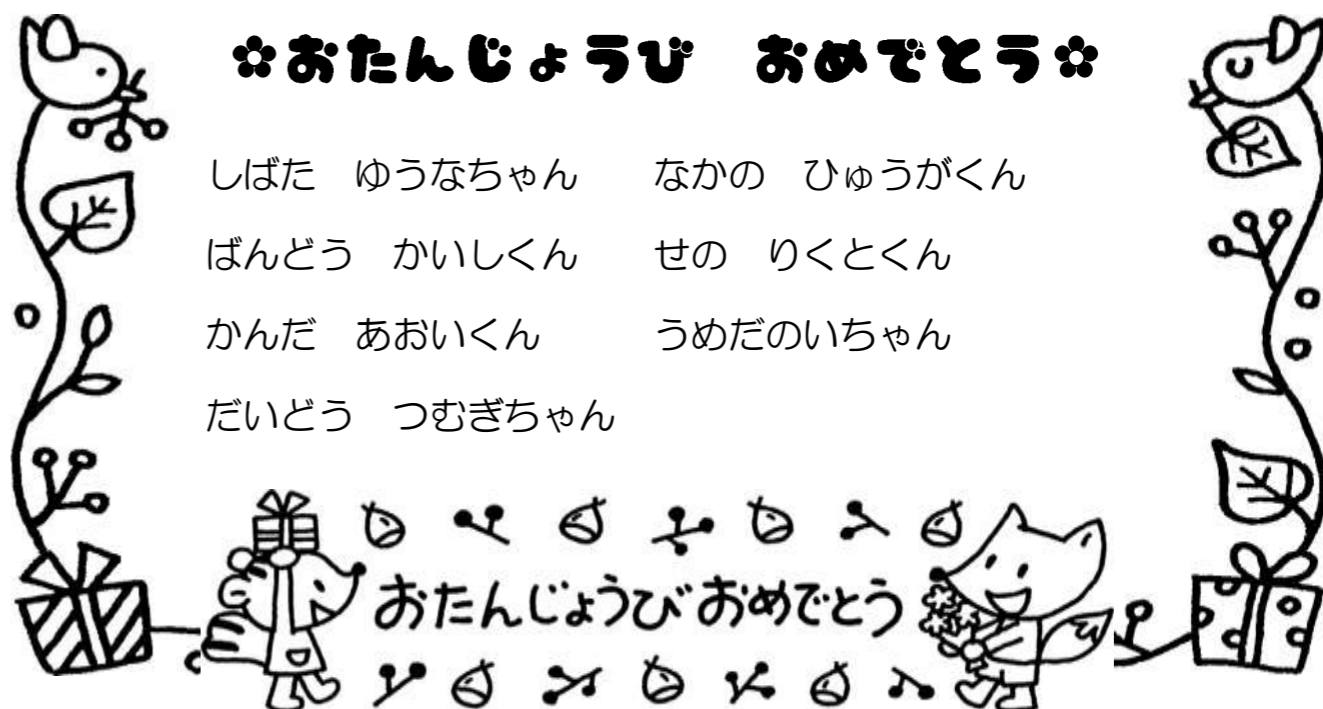 ✿おたんじょうび　おめでとう✿
しばた　ゆうなちゃん　　なかの　ひゅうがくん
ばんどう　かいしくん　　せの　りくとくん
かんだ　あおいくん　　　うめだのいちゃん
だいどう　つむぎちゃん
おたんじょうびおめでとう